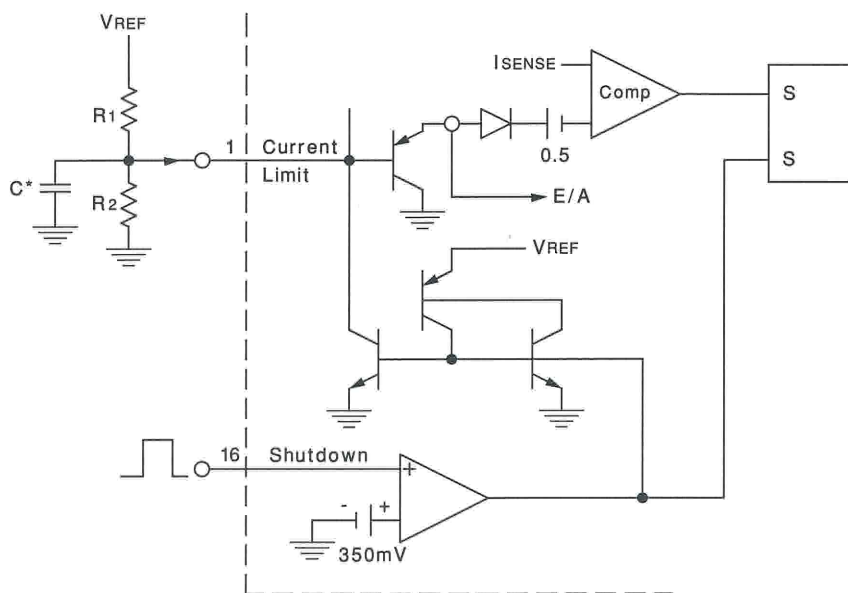 VREF
ISENSE
Comp
S
R1
1 Current
Limit
0.5
S
C*
R2
E/A
VREF
16 Shutdown
+
- +
350mV